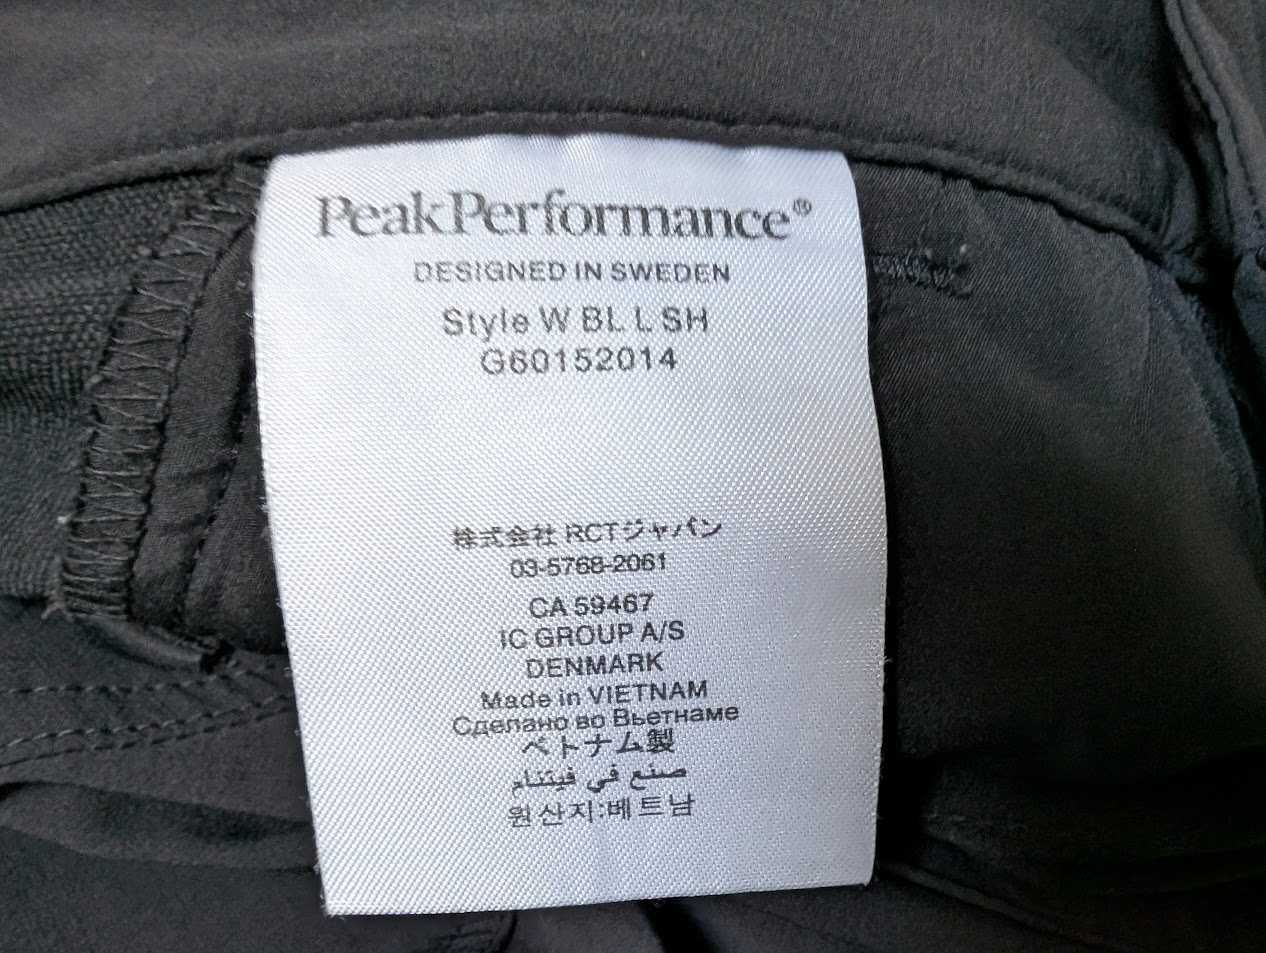 PeakPerformance®
DESIGNED IN SWEDEN
Style W BL L SH
G60152014
株式会社 RCTジャパン
03-5768-2061
CA 59467
IC GROUP A/S
DENMARK
Made in VIETNAM
Сделано во Вьетнаме
ベトナム製
صنع في فيتنام
원산지:베트남